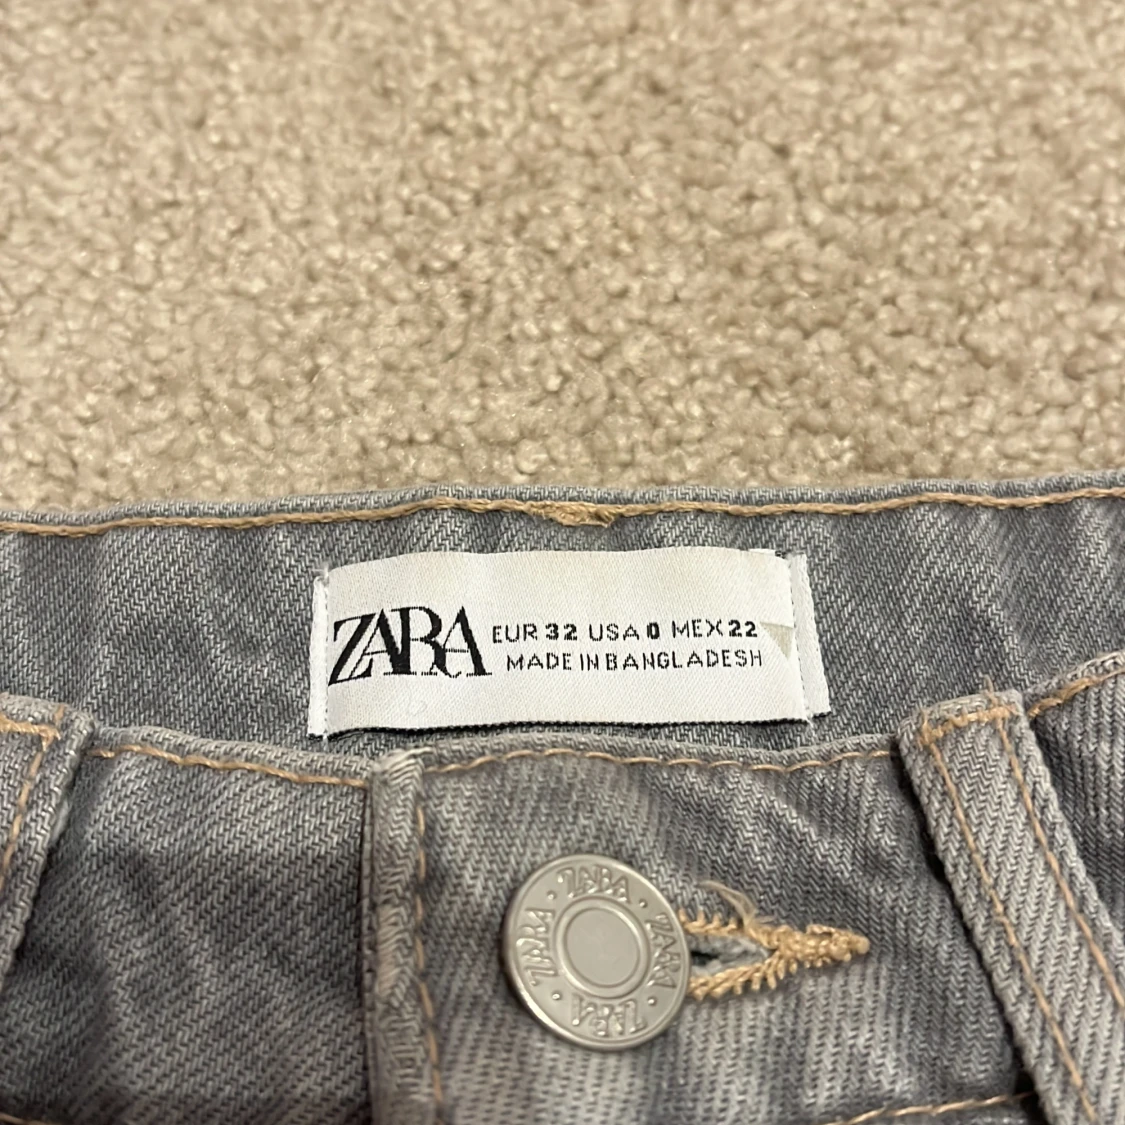 ZARA EUR 32 USA 0 MEX 22
MADE IN BANGLADESH
ZARA · ZARA · ZARA · ZARA ·